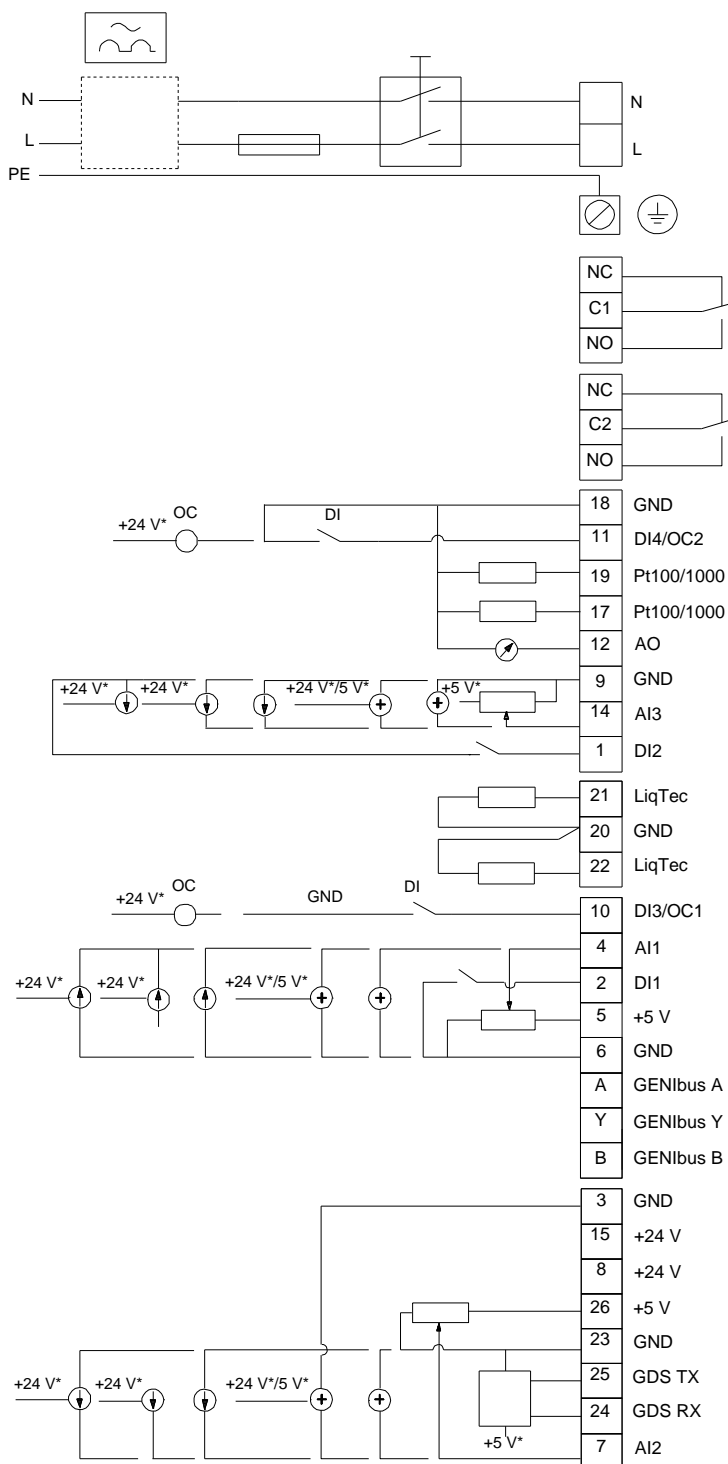 N
N
L
L
PE
NC
C1
NO
NC
C2
NO
18 GND
+24 V* OC DI 11 DI4/OC2
19 Pt100/1000
17 Pt100/1000
12 AO
+24 V* +24 V* +24 V*/5 V* +5 V* 9 GND
14 AI3
1 DI2
21 LiqTec
20 GND
22 LiqTec
+24 V* OC GND DI 10 DI3/OC1
4 AI1
+24 V* +24 V* +24 V*/5 V* 2 DI1
5 +5 V
6 GND
A GENIbus A
Y GENIbus Y
B GENIbus B
3 GND
15 +24 V
8 +24 V
26 +5 V
23 GND
+24 V* +24 V* +24 V*/5 V* 25 GDS TX
24 GDS RX
+5 V* 7 AI2